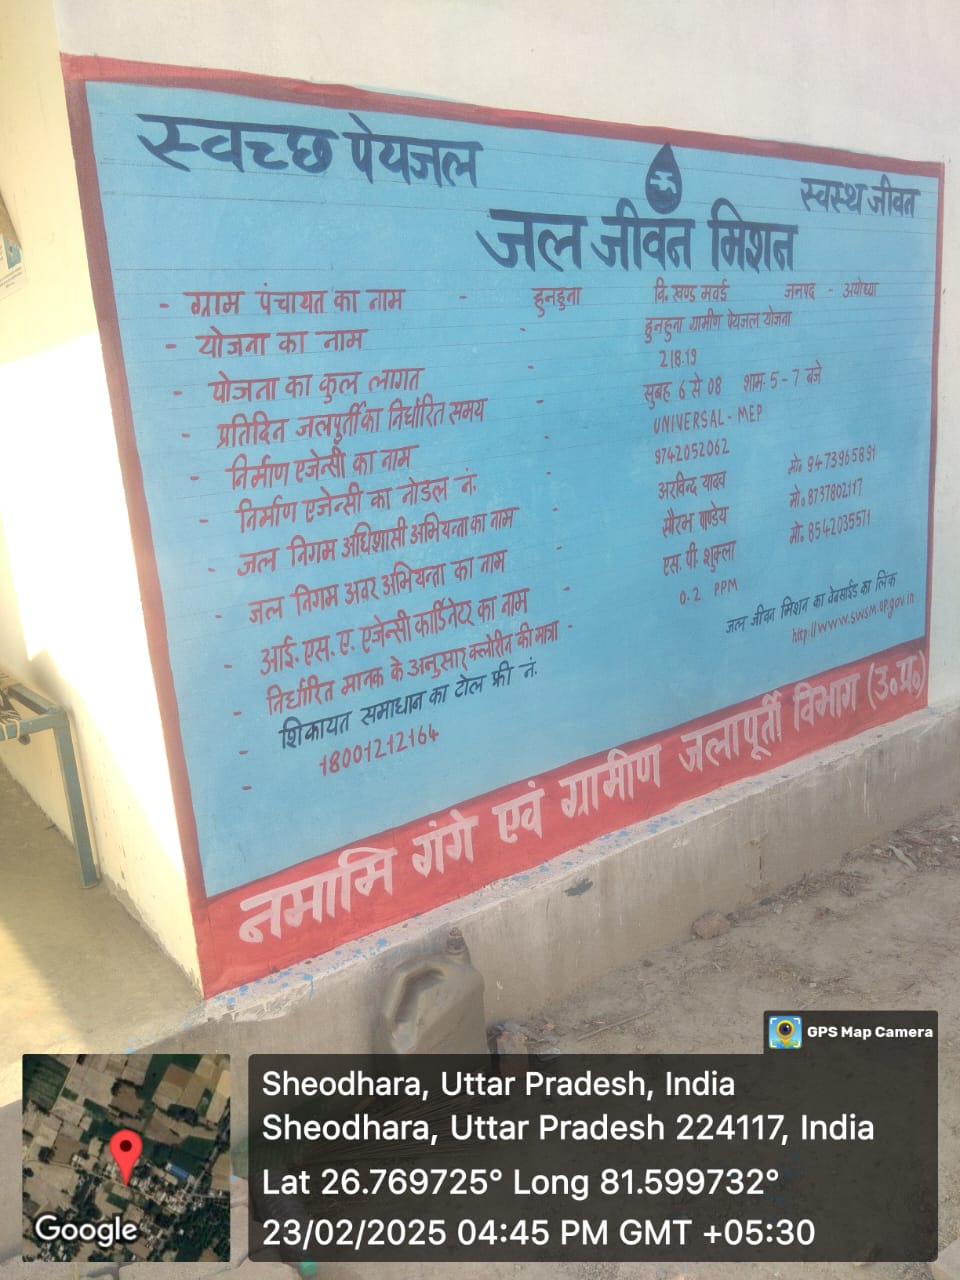 स्वच्छ पेयजल
स्वस्थ जीवन
जल जीवन मिशन
- ग्राम पंचायत का नाम - हुनहुना वि. खण्ड मवई जनपद - अयोध्या
- योजना का नाम - हुनहुना ग्रामीण पेयजल योजना
- योजना का कुल लागत - 218.19
- प्रतिदिन जलपूर्ती का निर्धारित समय - सुबह 6 से 08 शाम. 5-7 बजे
- निर्माण एजेन्सी का नाम - UNIVERSAL-MEP
- निर्माण एजेन्सी का नोडल नं. - 9742052062
- जल निगम अधिशासी अभियन्ता का नाम - अरविन्द यादव मो० 9473965891
- जल निगम अवर अभियन्ता का नाम - सौरभ पाण्डेय मो० 8737802117
- आई. एस. ए. एजेन्सी कार्डिनेटर का नाम - एस. पी. शुक्ला मो० 8542035571
- निर्धारित मानक के अनुसार क्लोरीन की मात्रा - 0.2 PPM
- शिकायत समाधान का टोल फ्री नं.
- 18001212164
जल जीवन मिशन का वेबसाईड का लिंक
http://www.swsm.up.gov.in
नमामि गंगे एवं ग्रामीण जलापूर्ती विभाग (उ०प्र०)
GPS Map Camera
Sheodhara, Uttar Pradesh, India
Sheodhara, Uttar Pradesh 224117, India
Lat 26.769725° Long 81.599732°
23/02/2025 04:45 PM GMT +05:30
Google